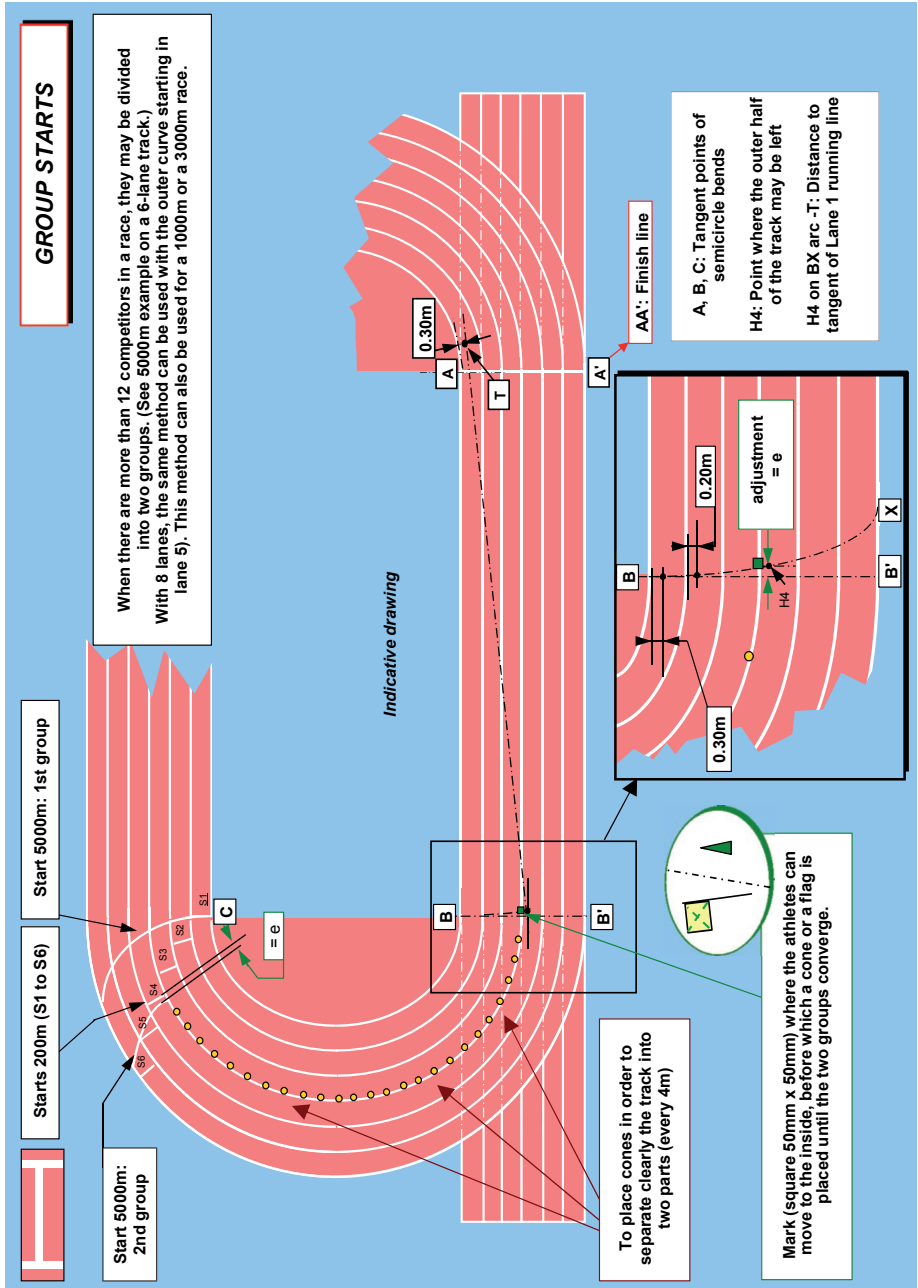 GROUP STARTS
When there are more than 12 competitors in a race, they may be divided
into two groups. (See 5000m example on a 6-lane track.)
With 8 lanes, the same method can be used with the outer curve starting in
lane 5). This method can also be used for a 1000m or a 3000m race.
Start 5000m: 1st group
Starts 200m (S1 to S6)
Start 5000m:
2nd group
S1
S2
S3
S4
S5
S6
C
= e
Indicative drawing
0.30m
A
T
A'
B
B'
AA': Finish line
A, B, C: Tangent points of
semicircle bends
H4: Point where the outer half
of the track may be left
H4 on BX arc -T: Distance to
tangent of Lane 1 running line
To place cones in order to
separate clearly the track into
two parts (every 4m)
B
0.20m
0.30m
adjustment
= e
H4
B'
X
Mark (square 50mm x 50mm) where the athletes can
move to the inside, before which a cone or a flag is
placed until the two groups converge.